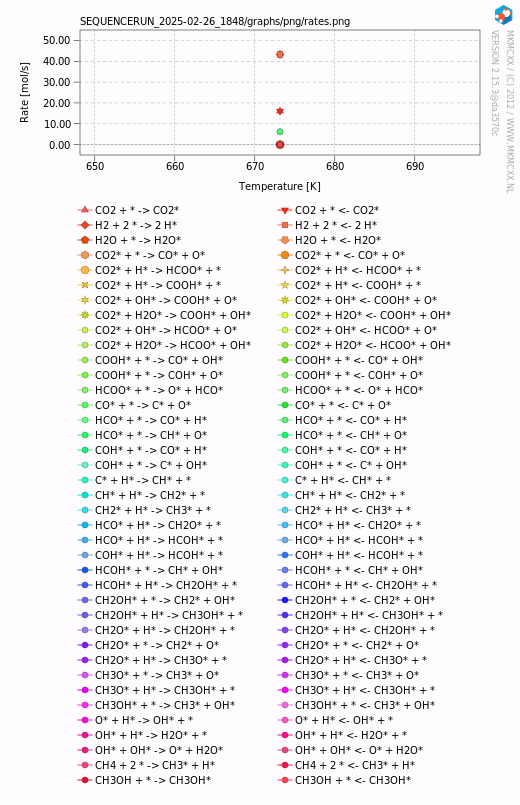 SEQUENCERUN_2025-02-26_1848/graphs/png/rates.png
50.00
40.00
30.00
20.00
10.00
0.00
Rate [mol/s]
650
660
670
680
690
Temperature [K]
MKMCXX / (C) 2012 / WWW.MKMCXX.NL
VERSION 2.15.3@da3570c
CO2 + * -> CO2*
CO2 + * <- CO2*
H2 + 2 * -> 2 H*
H2 + 2 * <- 2 H*
H2O + * -> H2O*
H2O + * <- H2O*
CO2* + * -> CO* + O*
CO2* + * <- CO* + O*
CO2* + H* -> HCOO* + *
CO2* + H* <- HCOO* + *
CO2* + H* -> COOH* + *
CO2* + H* <- COOH* + *
CO2* + OH* -> COOH* + O*
CO2* + OH* <- COOH* + O*
CO2* + H2O* -> COOH* + OH*
CO2* + H2O* <- COOH* + OH*
CO2* + OH* -> HCOO* + O*
CO2* + OH* <- HCOO* + O*
CO2* + H2O* -> HCOO* + OH*
CO2* + H2O* <- HCOO* + OH*
COOH* + * -> CO* + OH*
COOH* + * <- CO* + OH*
COOH* + * -> COH* + O*
COOH* + * <- COH* + O*
HCOO* + * -> O* + HCO*
HCOO* + * <- O* + HCO*
CO* + * -> C* + O*
CO* + * <- C* + O*
HCO* + * -> CO* + H*
HCO* + * <- CO* + H*
HCO* + * -> CH* + O*
HCO* + * <- CH* + O*
COH* + * -> CO* + H*
COH* + * <- CO* + H*
COH* + * -> C* + OH*
COH* + * <- C* + OH*
C* + H* -> CH* + *
C* + H* <- CH* + *
CH* + H* -> CH2* + *
CH* + H* <- CH2* + *
CH2* + H* -> CH3* + *
CH2* + H* <- CH3* + *
HCO* + H* -> CH2O* + *
HCO* + H* <- CH2O* + *
HCO* + H* -> HCOH* + *
HCO* + H* <- HCOH* + *
COH* + H* -> HCOH* + *
COH* + H* <- HCOH* + *
HCOH* + * -> CH* + OH*
HCOH* + * <- CH* + OH*
HCOH* + H* -> CH2OH* + *
HCOH* + H* <- CH2OH* + *
CH2OH* + * -> CH2* + OH*
CH2OH* + * <- CH2* + OH*
CH2OH* + H* -> CH3OH* + *
CH2OH* + H* <- CH3OH* + *
CH2O* + H* -> CH2OH* + *
CH2O* + H* <- CH2OH* + *
CH2O* + * -> CH2* + O*
CH2O* + * <- CH2* + O*
CH2O* + H* -> CH3O* + *
CH2O* + H* <- CH3O* + *
CH3O* + * -> CH3* + O*
CH3O* + * <- CH3* + O*
CH3O* + H* -> CH3OH* + *
CH3O* + H* <- CH3OH* + *
CH3OH* + * -> CH3* + OH*
CH3OH* + * <- CH3* + OH*
O* + H* -> OH* + *
O* + H* <- OH* + *
OH* + H* -> H2O* + *
OH* + H* <- H2O* + *
OH* + OH* -> O* + H2O*
OH* + OH* <- O* + H2O*
CH4 + 2 * -> CH3* + H*
CH4 + 2 * <- CH3* + H*
CH3OH + * -> CH3OH*
CH3OH + * <- CH3OH*